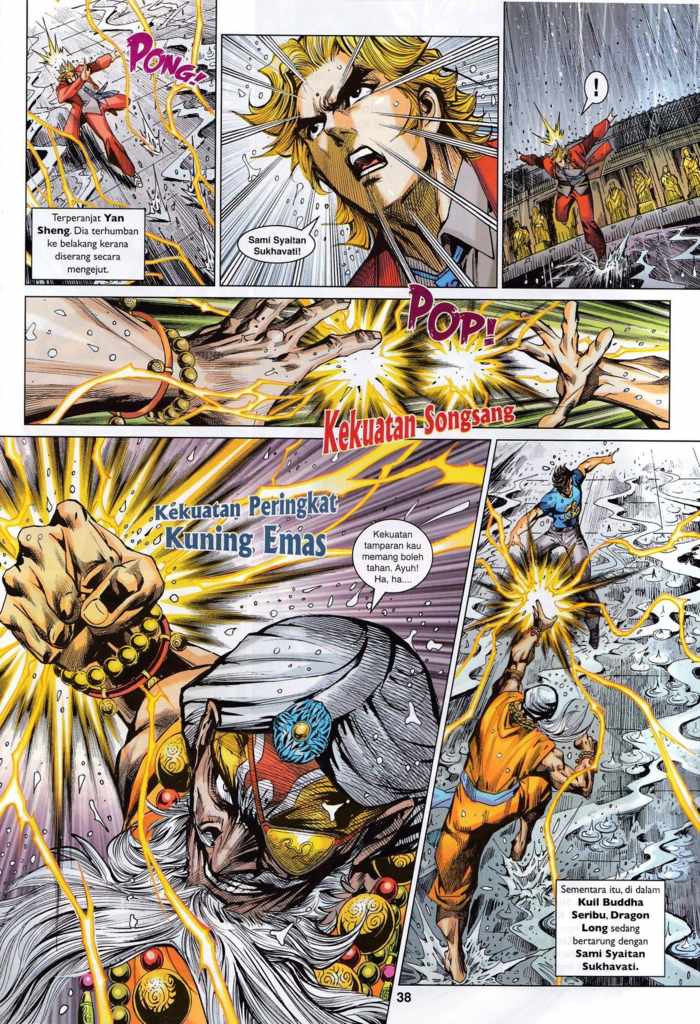 PONG!
Terperanjat Yan
Sheng. Dia terhumban
ke belakang kerana
diserang secara
mengejut.
Sami Syaitan
Sukhavati!
!
POP!
Kekuatan Songsang
Kekuatan Peringkat
Kuning Emas
Kekuatan
tamparan kau
memang boleh
tahan. Ayuh!
Ha, ha....
Sementara itu, di dalam
Kuil Buddha
Seribu, Dragon
Long sedang
bertarung dengan
Sami Syaitan
Sukhavati.
38